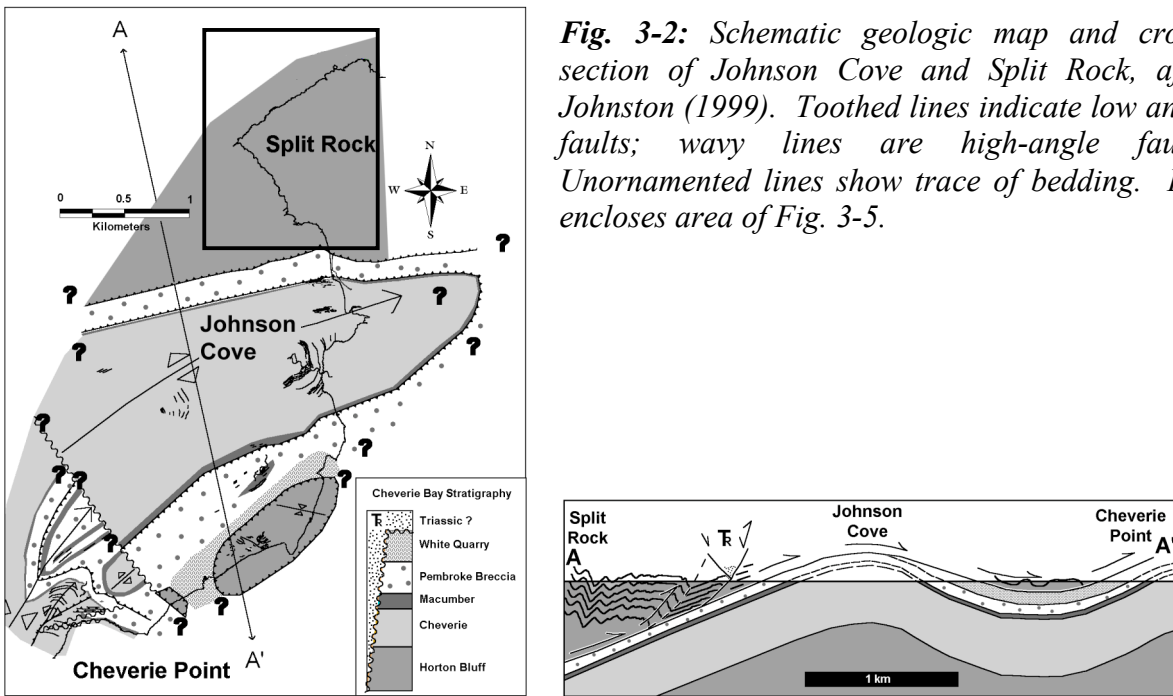 A
Split Rock
N
W E
S
0 0.5 1
Kilometers
?
?
?
Johnson
Cove
?
?
?
?
? ?
?
?
?
?
Cheverie Point
A'
Cheverie Bay Stratigraphy
TR
Triassic ?
White Quarry
Pembroke Breccia
Macumber
Cheverie
Horton Bluff
Fig. 3-2: Schematic geologic map and cro
section of Johnson Cove and Split Rock, af
Johnston (1999). Toothed lines indicate low an
faults; wavy lines are high-angle fau
Unornamented lines show trace of bedding.
encloses area of Fig. 3-5.
Split
Rock
A
TR
Johnson
Cove
Cheverie
Point
A'
1 km